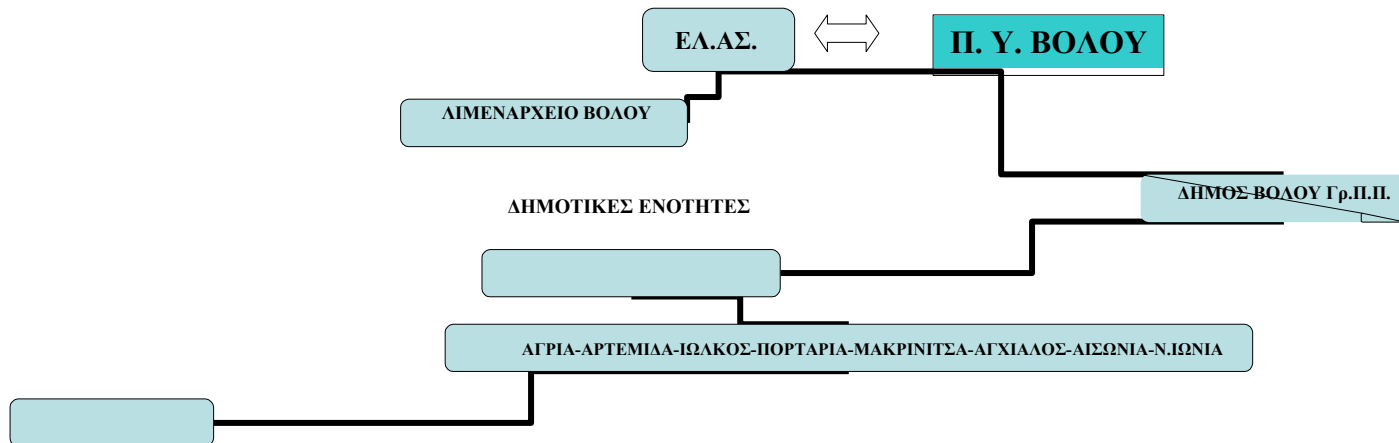 ΕΛ.ΑΣ.
Π. Υ. ΒΟΛΟΥ
ΛΙΜΕΝΑΡΧΕΙΟ ΒΟΛΟΥ
ΔΗΜΟΣ ΒΟΛΟΥ Γρ.Π.Π.
ΔΗΜΟΤΙΚΕΣ ΕΝΟΤΗΤΕΣ
ΑΓΡΙΑ-ΑΡΤΕΜΙΔΑ-ΙΩΛΚΟΣ-ΠΟΡΤΑΡΙΑ-ΜΑΚΡΙΝΙΤΣΑ-ΑΓΧΙΑΛΟΣ-ΑΙΣΩΝΙΑ-Ν.ΙΩΝΙΑ